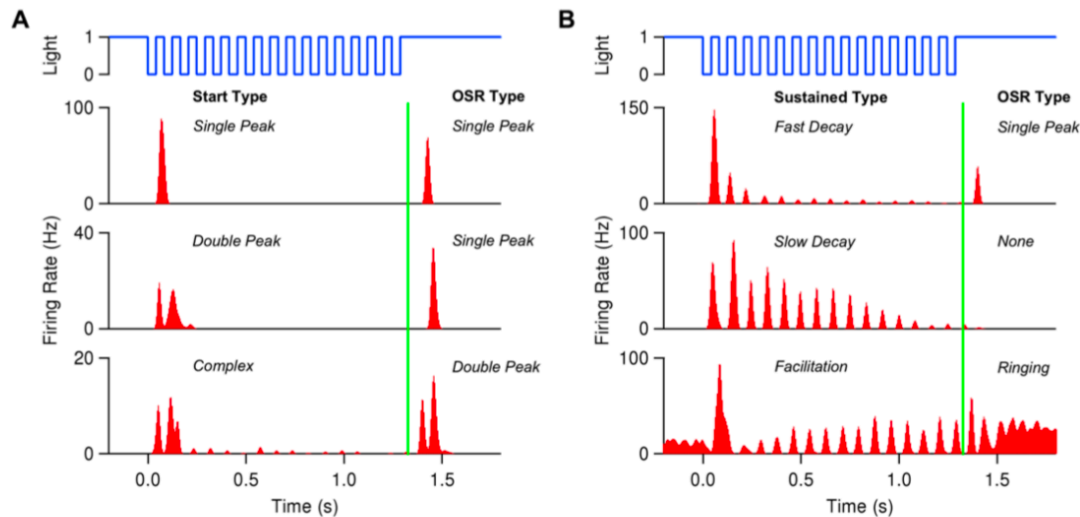 A
Light
1
0
Start Type
OSR Type
100
0
Single Peak
Single Peak
Firing Rate (Hz)
40
0
Double Peak
Single Peak
20
0
Complex
Double Peak
0.0 0.5 1.0 1.5
Time (s)
B
Light
1
0
Sustained Type
OSR Type
150
0
Fast Decay
Single Peak
Firing Rate (Hz)
100
0
Slow Decay
None
100
0
Facilitation
Ringing
0.0 0.5 1.0 1.5
Time (s)